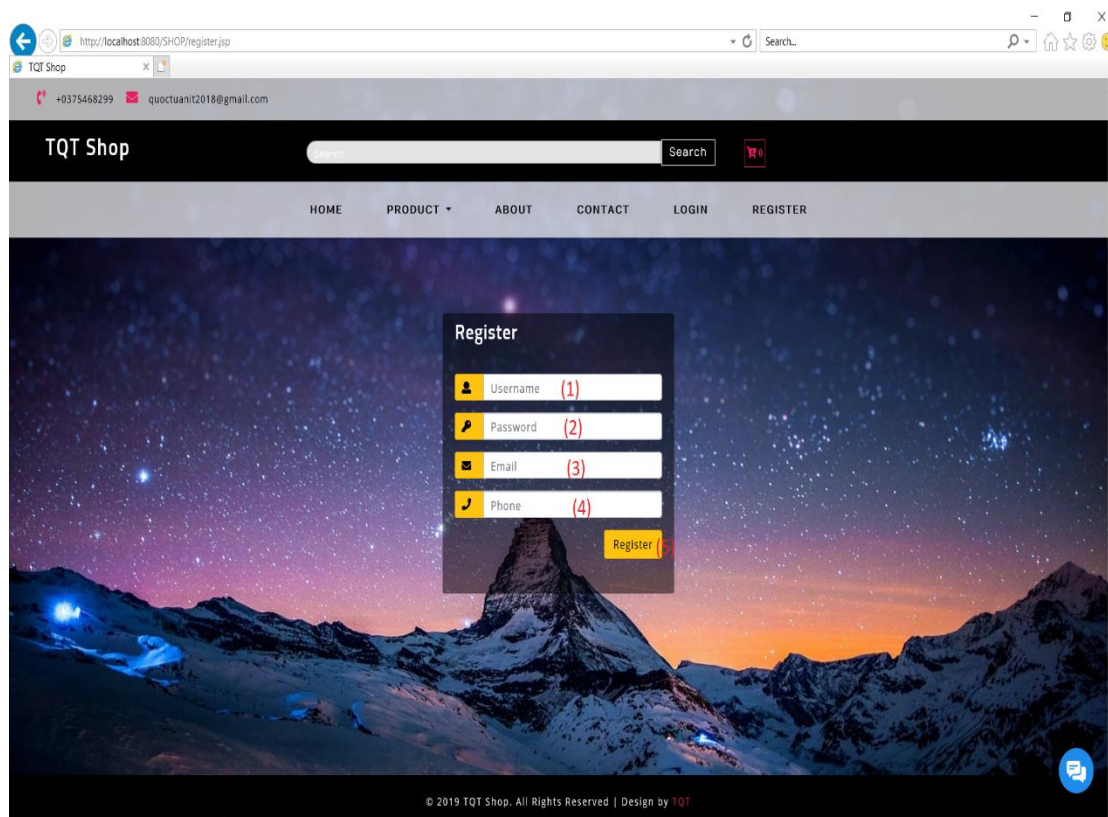 http://localhost:8080/SHOP/register.jsp
Search...
TQT Shop
+0375468299 quoctuanit2018@gmail.com
TQT Shop
Search
Search
0
HOME PRODUCT ABOUT CONTACT LOGIN REGISTER
Register
Username (1)
Password (2)
Email (3)
Phone (4)
Register (5)
© 2019 TQT Shop. All Rights Reserved | Design by TQT